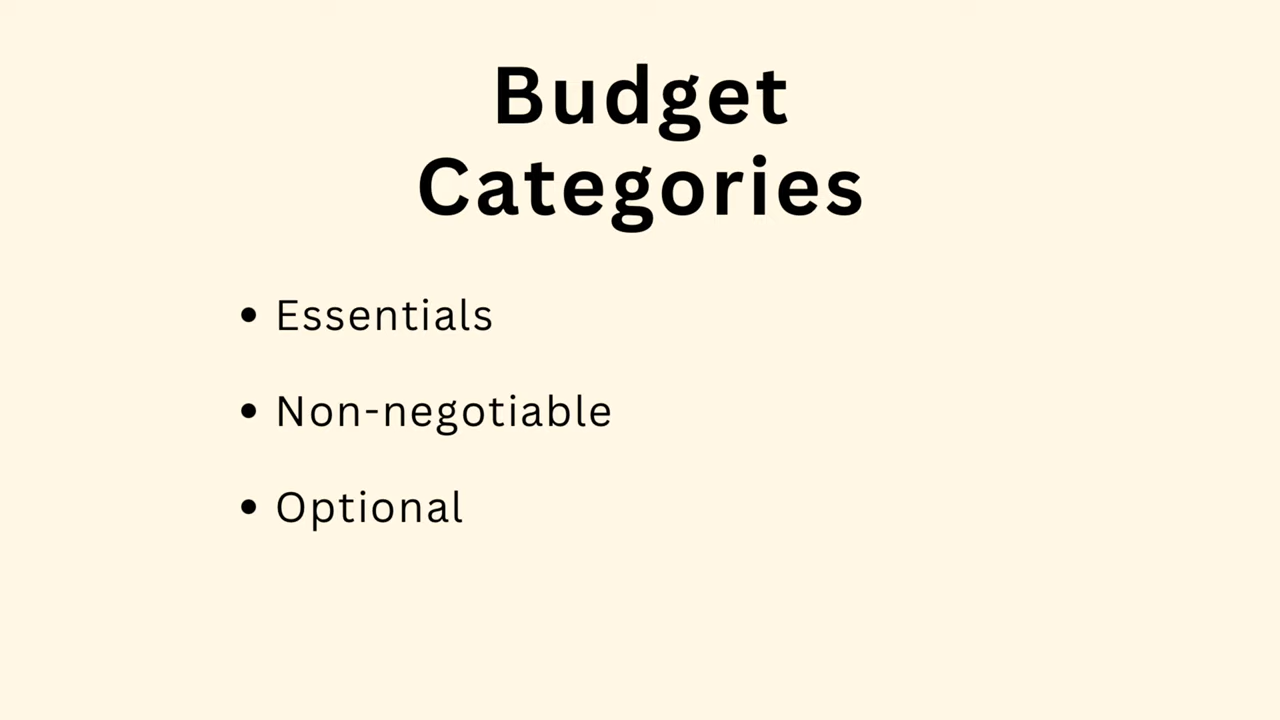 Budget
Categories
• Essentials
• Non-negotiable
• Optional